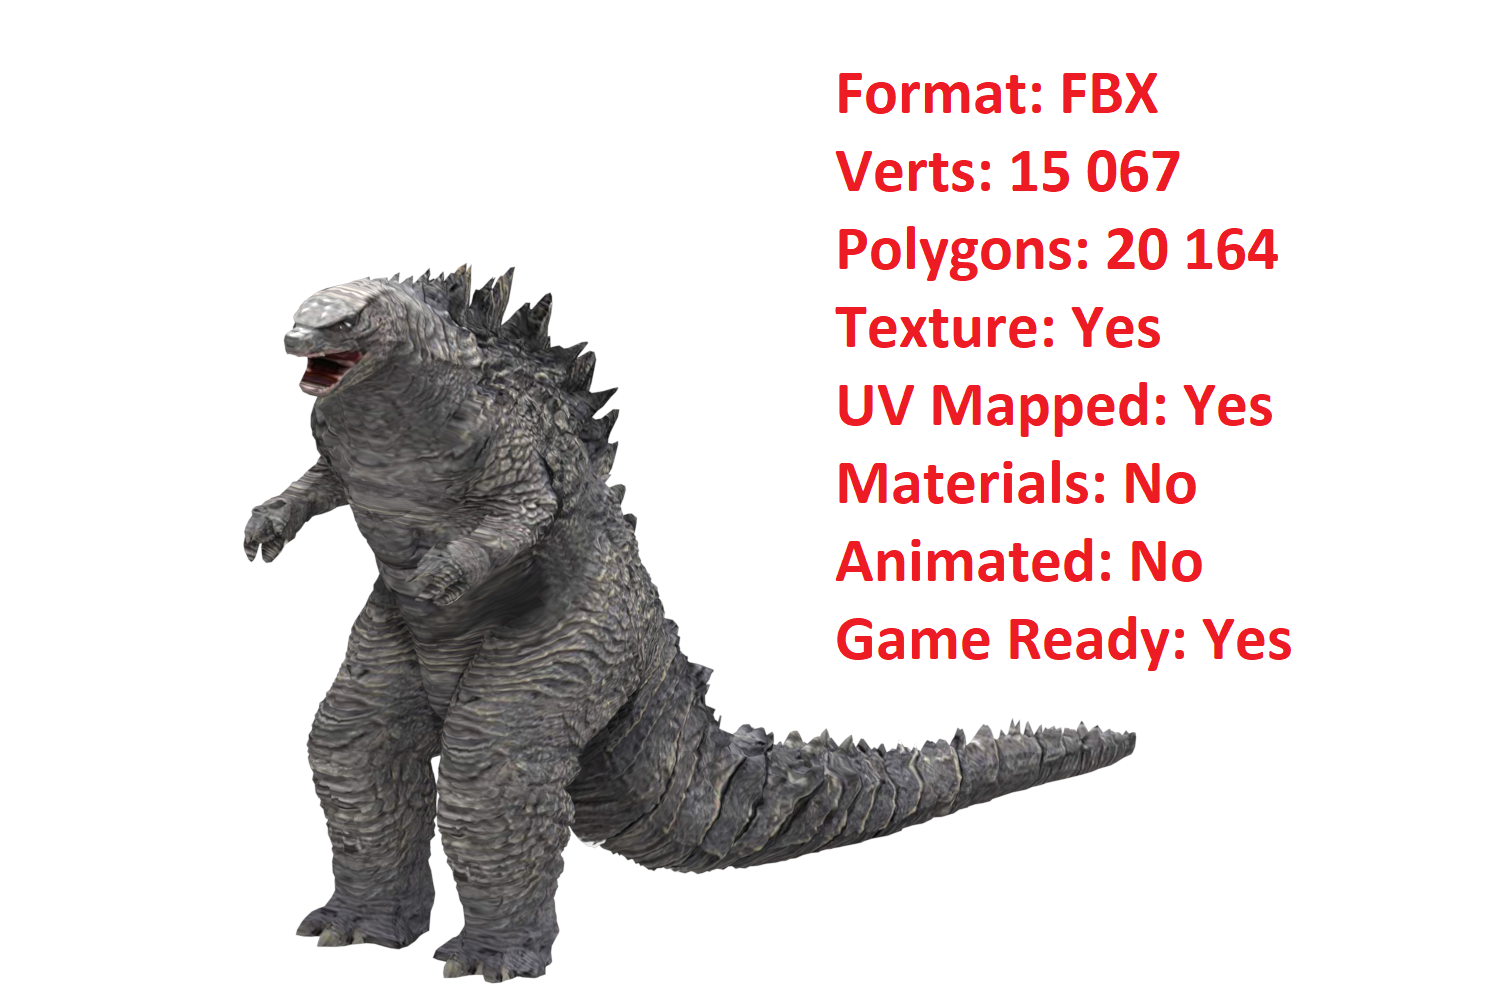 Format: FBX
Verts: 15 067
Polygons: 20 164
Texture: Yes
UV Mapped: Yes
Materials: No
Animated: No
Game Ready: Yes